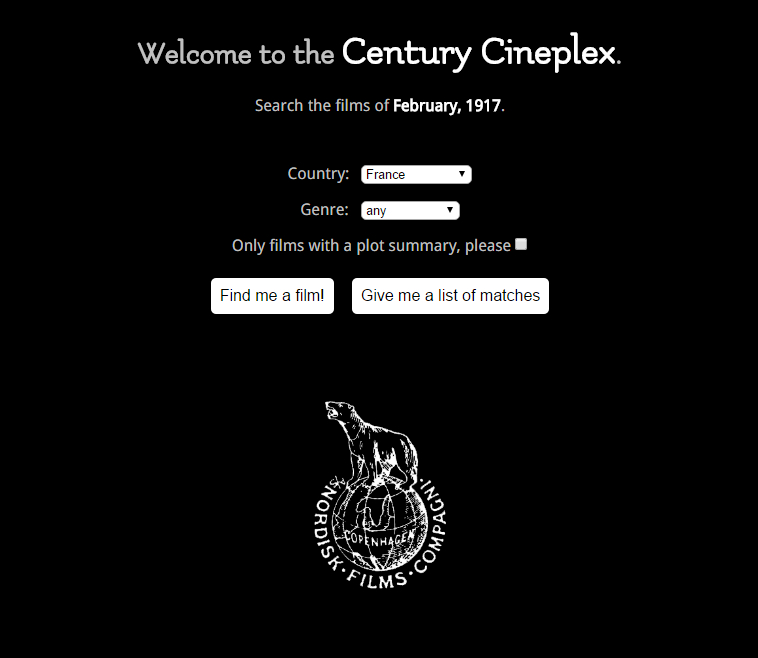 Welcome to the Century Cineplex.
Search the films of February, 1917.
Country: France
Genre: any
Only films with a plot summary, please
Find me a film! Give me a list of matches
COPENHAGEN
NORDISK·FILMS·COMPAGNI·